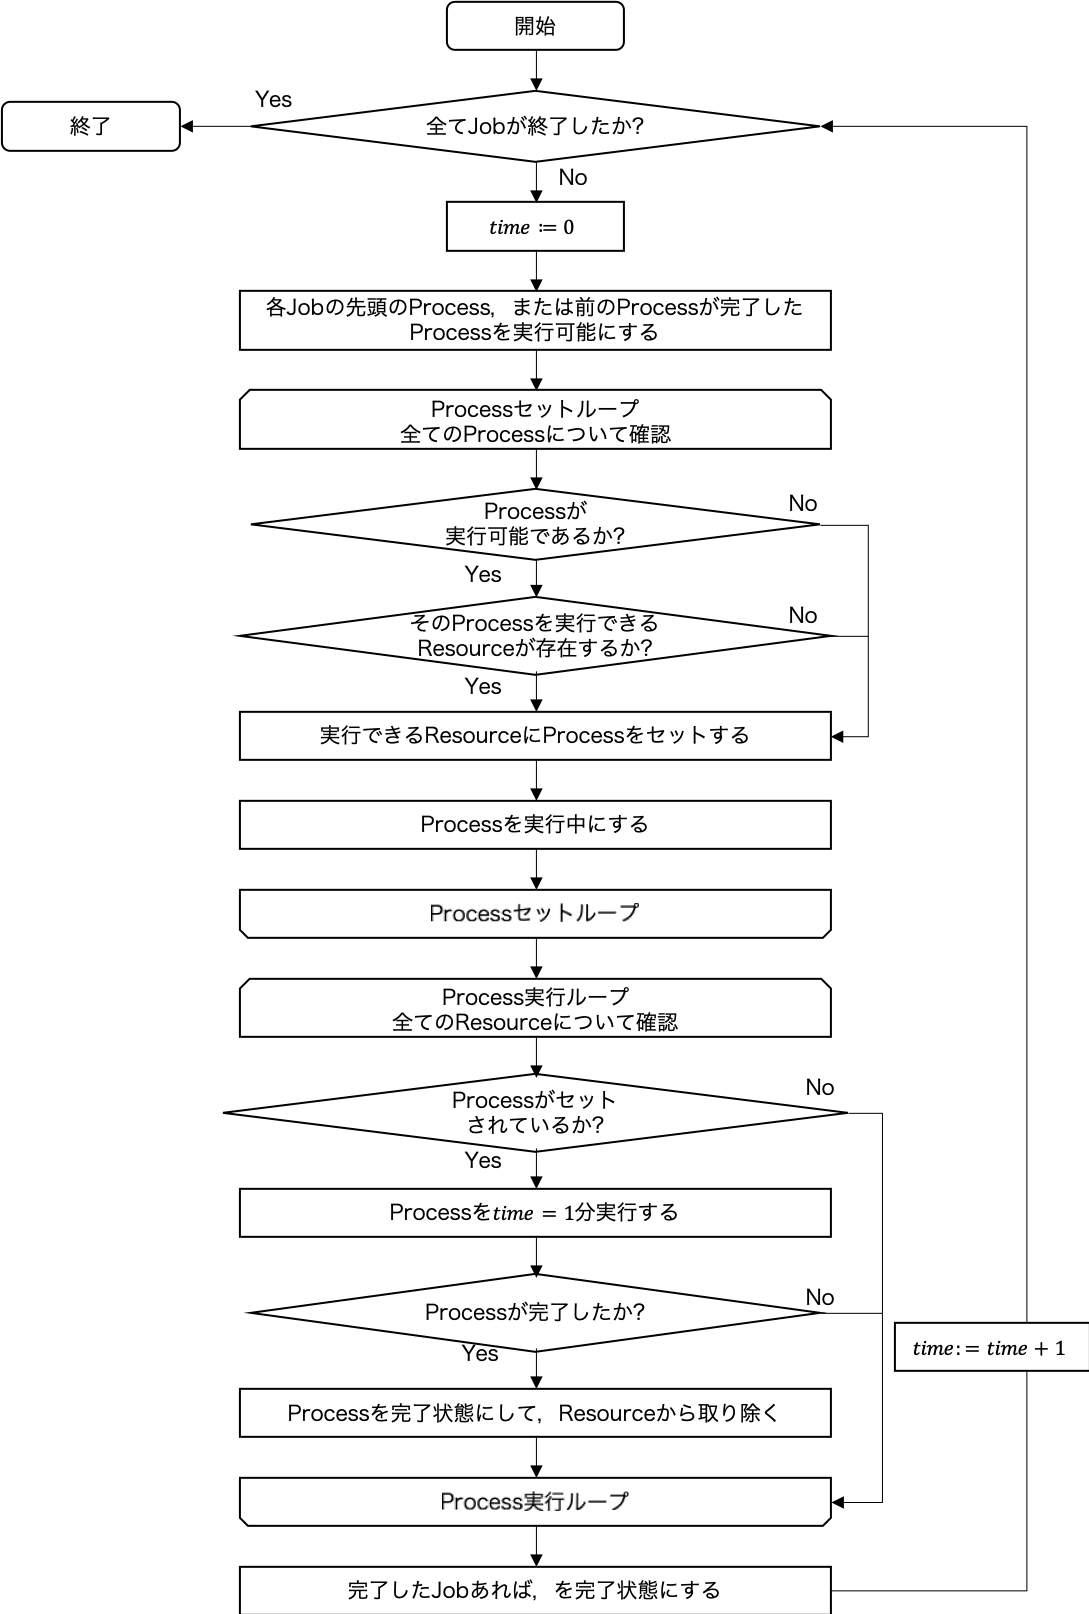 開始
Yes
終了
全てJobが終了したか?
No
time := 0
各Jobの先頭のProcess，または前のProcessが完了した
Processを実行可能にする
Processセットループ
全てのProcessについて確認
No
Processが
実行可能であるか?
Yes
No
そのProcessを実行できる
Resourceが存在するか?
Yes
実行できるResourceにProcessをセットする
Processを実行中にする
Processセットループ
Process実行ループ
全てのResourceについて確認
No
Processがセット
されているか?
Yes
Processをtime = 1分実行する
No
Processが完了したか?
Yes
time: = time + 1
Processを完了状態にして，Resourceから取り除く
Process実行ループ
完了したJobあれば，を完了状態にする